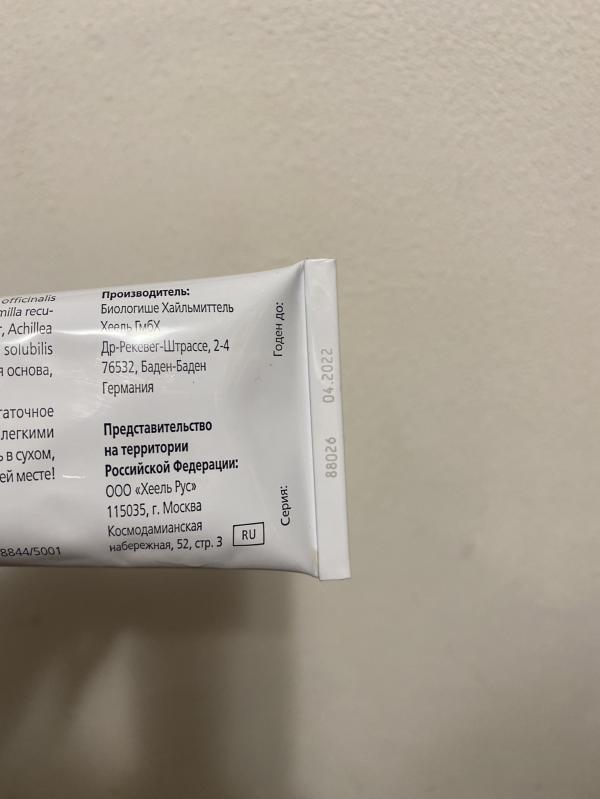 officinalis
milla recu-
, Achillea
solubilis
я основа,
таточное
легкими
ь в сухом,
ей месте!
8844/5001
Производитель:
Биологише Хайльмиттель
Хеель ГмбХ
Др-Рекевег-Штрассе, 2-4
76532, Баден-Баден
Германия
Представительство
на территории
Российской Федерации:
ООО «Хеель Рус»
115035, г. Москва
Космодамианская
набережная, 52, стр. 3
RU
Годен до:
Серия:
04.2022
88026